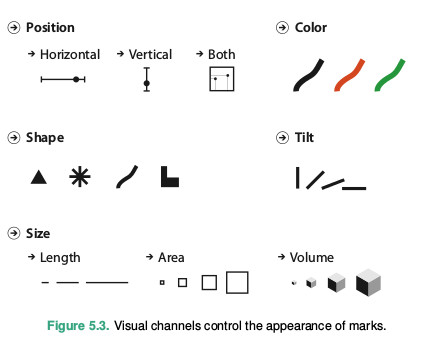 Position
Horizontal
Vertical
Both
Color
Shape
Tilt
Size
Length
Area
Volume
Figure 5.3. Visual channels control the appearance of marks.